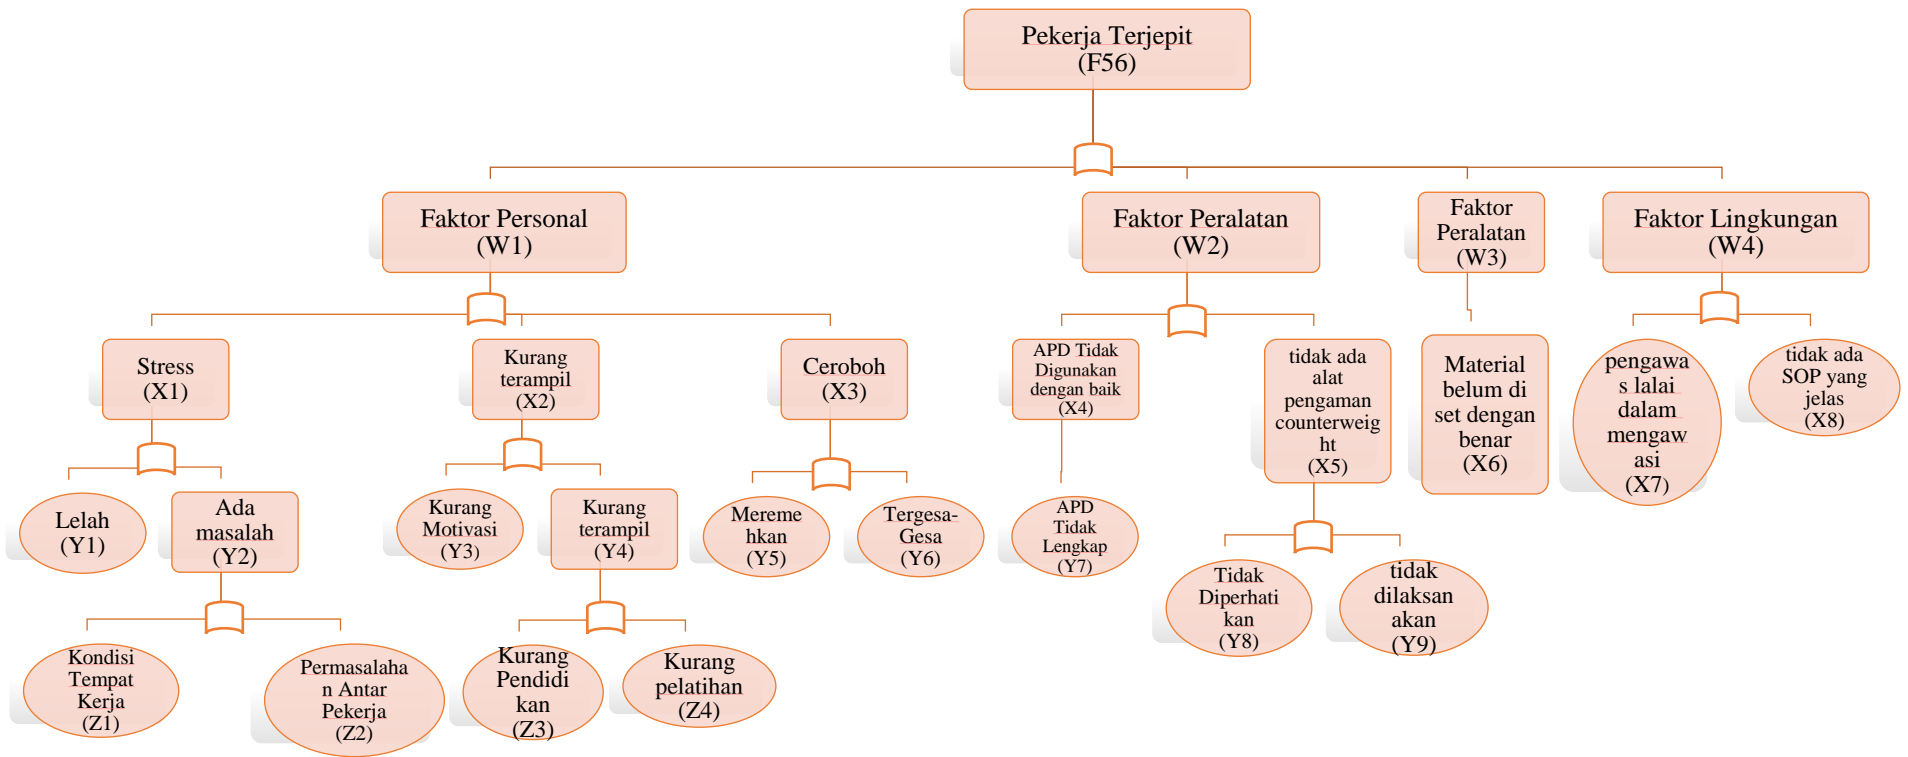 Pekerja Terjepit
(F56)
Faktor Personal
(W1)
Faktor Peralatan
(W2)
Faktor
Peralatan
(W3)
Faktor Lingkungan
(W4)
Stress
(X1)
Kurang
terampil
(X2)
Ceroboh
(X3)
APD Tidak
Digunakan
dengan baik
(X4)
tidak ada
alat
pengaman
counterweig
ht
(X5)
Material
belum di
set dengan
benar
(X6)
pengawa
s lalai
dalam
mengaw
asi
(X7)
tidak ada
SOP yang
jelas
(X8)
Lelah
(Y1)
Ada
masalah
(Y2)
Kurang
Motivasi
(Y3)
Kurang
terampil
(Y4)
Mereme
hkan
(Y5)
Tergesa-
Gesa
(Y6)
APD
Tidak
Lengkap
(Y7)
Tidak
Diperhati
kan
(Y8)
tidak
dilaksan
akan
(Y9)
Kondisi
Tempat
Kerja
(Z1)
Permasalaha
n Antar
Pekerja
(Z2)
Kurang
Pendidi
kan
(Z3)
Kurang
pelatihan
(Z4)